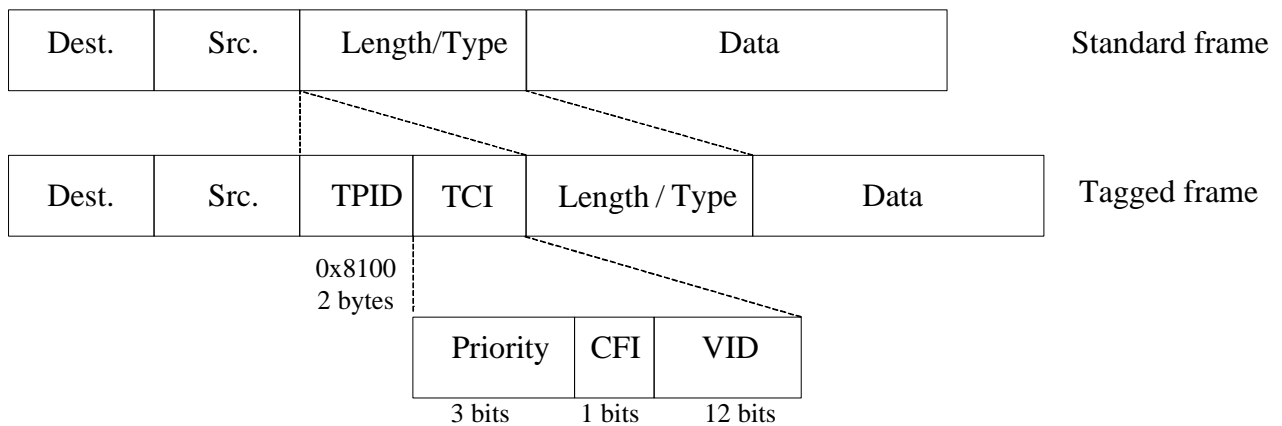 Dest. Src. Length/Type Data Standard frame
Dest. Src. TPID TCI Length / Type Data Tagged frame
0x8100
2 bytes
Priority CFI VID
3 bits 1 bits 12 bits